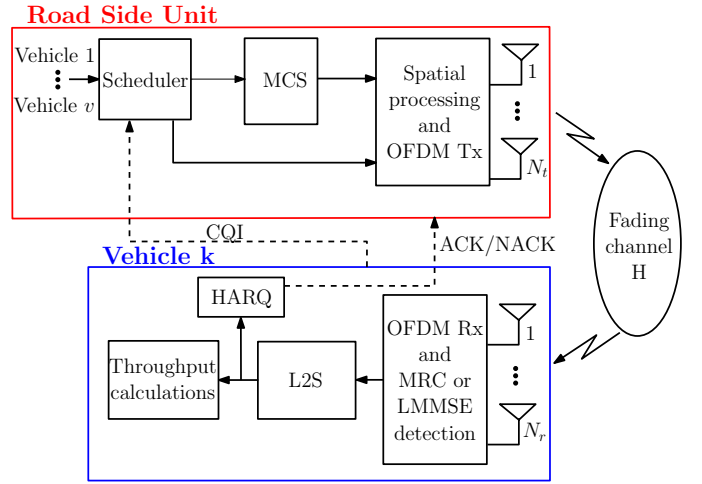 Road Side Unit
Vehicle 1
Vehicle v
Scheduler
MCS
Spatial
processing
and
OFDM Tx
1
N_t
Fading
channel
H
CQI
ACK/NACK
Vehicle k
HARQ
Throughput
calculations
L2S
OFDM Rx
and
MRC or
LMMSE
detection
1
N_r